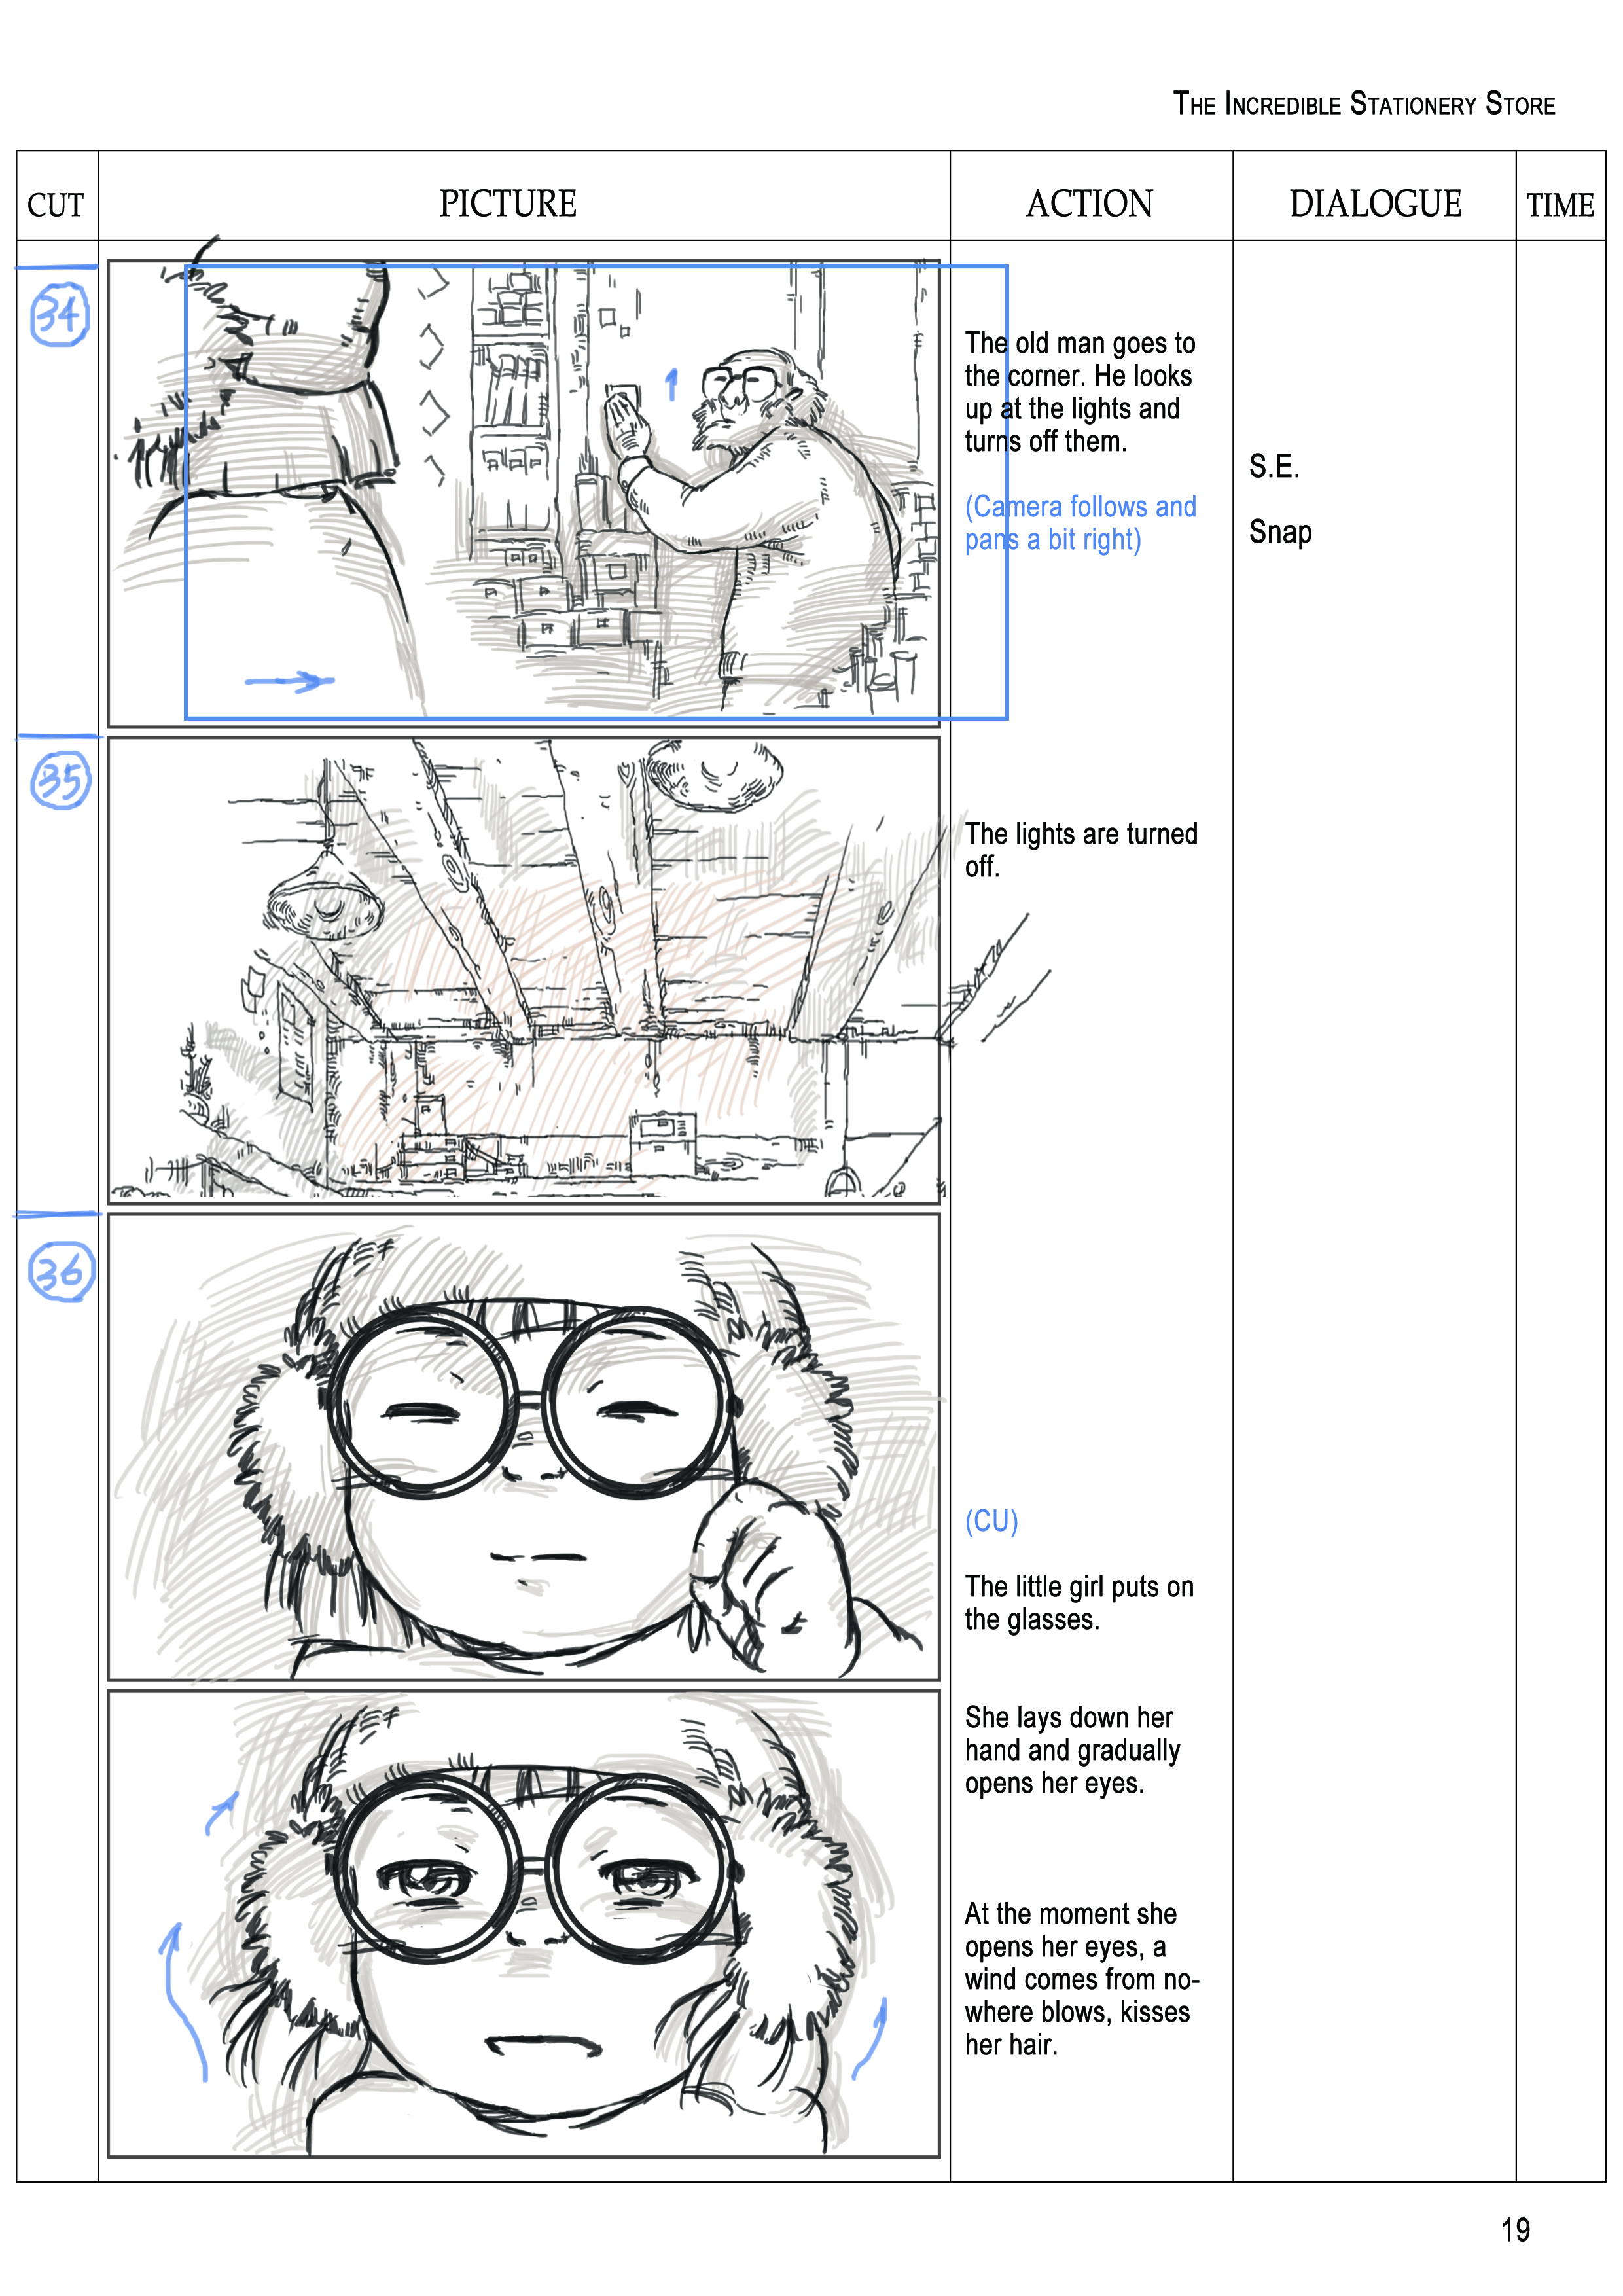 The Incredible Stationery Store
CUT
PICTURE
ACTION
DIALOGUE
TIME
34
The old man goes to
the corner. He looks
up at the lights and
turns off them.
(Camera follows and
pans a bit right)
S.E.
Snap
35
The lights are turned
off.
36
(CU)
The little girl puts on
the glasses.
She lays down her
hand and gradually
opens her eyes.
At the moment she
opens her eyes, a
wind comes from no-
where blows, kisses
her hair.
19